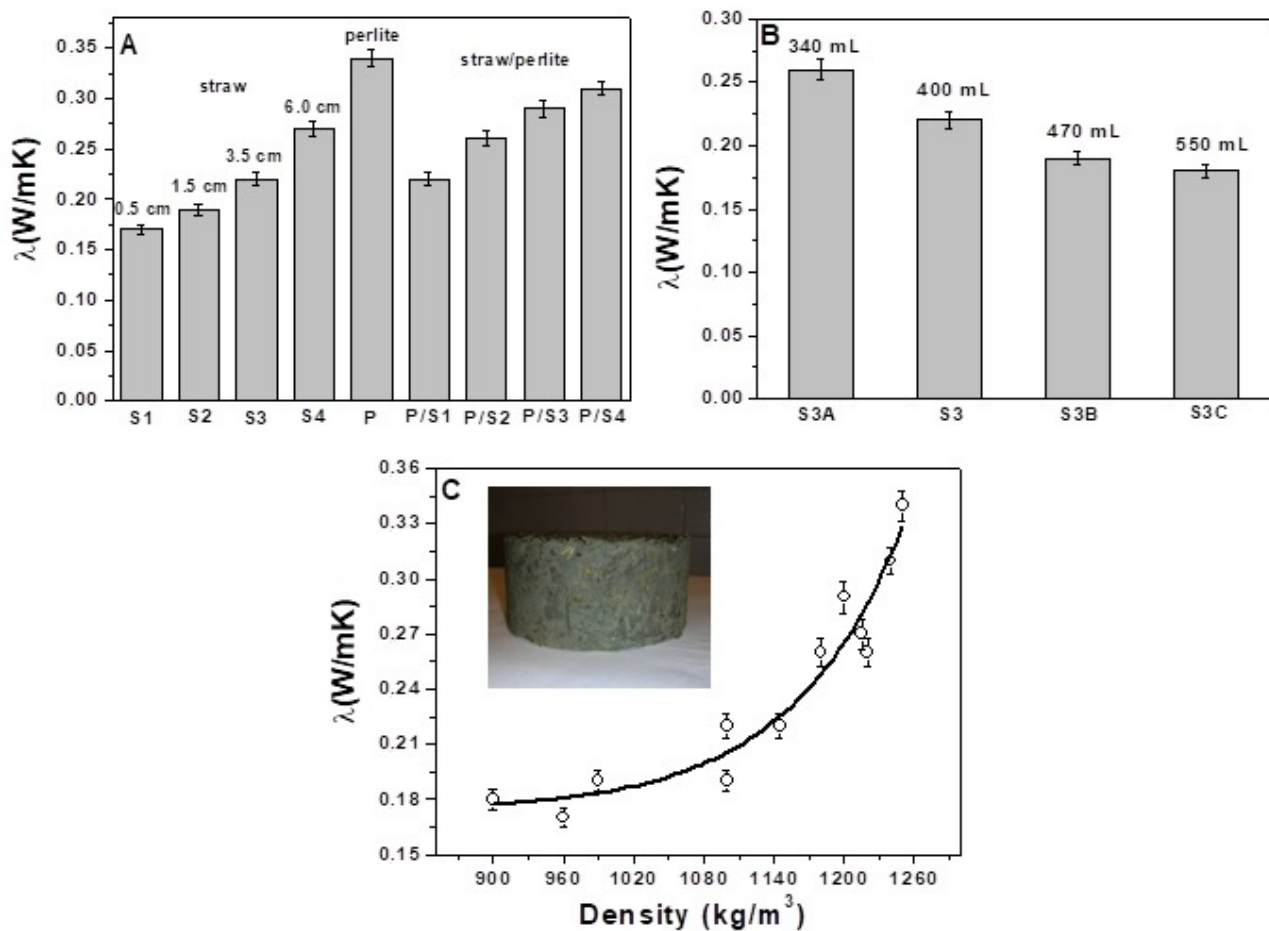 A
perlite
straw
straw/perlite
0.5 cm
1.5 cm
3.5 cm
6.0 cm
λ(W/mK)
0.35
0.30
0.25
0.20
0.15
0.10
0.05
0.00
S1 S2 S3 S4 P P/S1 P/S2 P/S3 P/S4
B
340 mL
400 mL
470 mL
550 mL
λ(W/mK)
0.30
0.25
0.20
0.15
0.10
0.05
0.00
S3A S3 S3B S3C
C
λ(W/mK)
0.36
0.33
0.30
0.27
0.24
0.21
0.18
0.15
900 960 1020 1080 1140 1200 1260
Density (kg/m³)